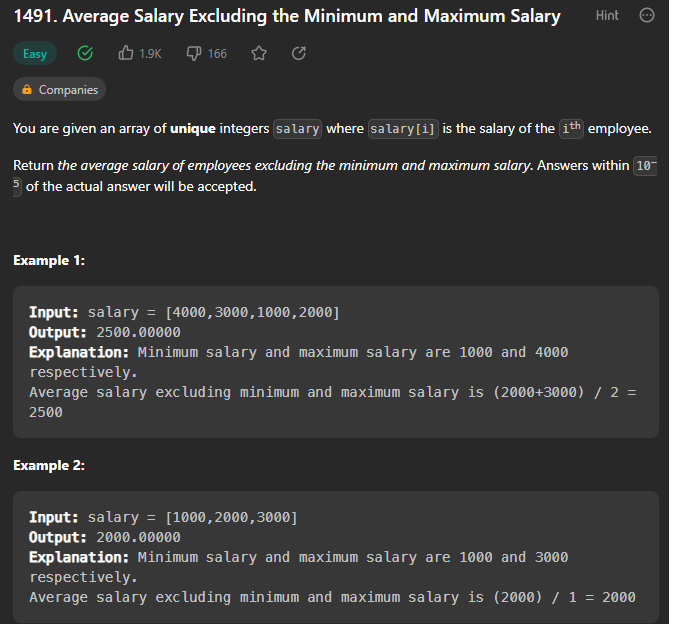 1491. Average Salary Excluding the Minimum and Maximum Salary Hint
Easy 1.9K 166
Companies
You are given an array of unique integers salary where salary[i] is the salary of the ith employee.
Return the average salary of employees excluding the minimum and maximum salary. Answers within 10-
5 of the actual answer will be accepted.
Example 1:
Input: salary = [4000,3000,1000,2000]
Output: 2500.00000
Explanation: Minimum salary and maximum salary are 1000 and 4000
respectively.
Average salary excluding minimum and maximum salary is (2000+3000) / 2 =
2500
Example 2:
Input: salary = [1000,2000,3000]
Output: 2000.00000
Explanation: Minimum salary and maximum salary are 1000 and 3000
respectively.
Average salary excluding minimum and maximum salary is (2000) / 1 = 2000